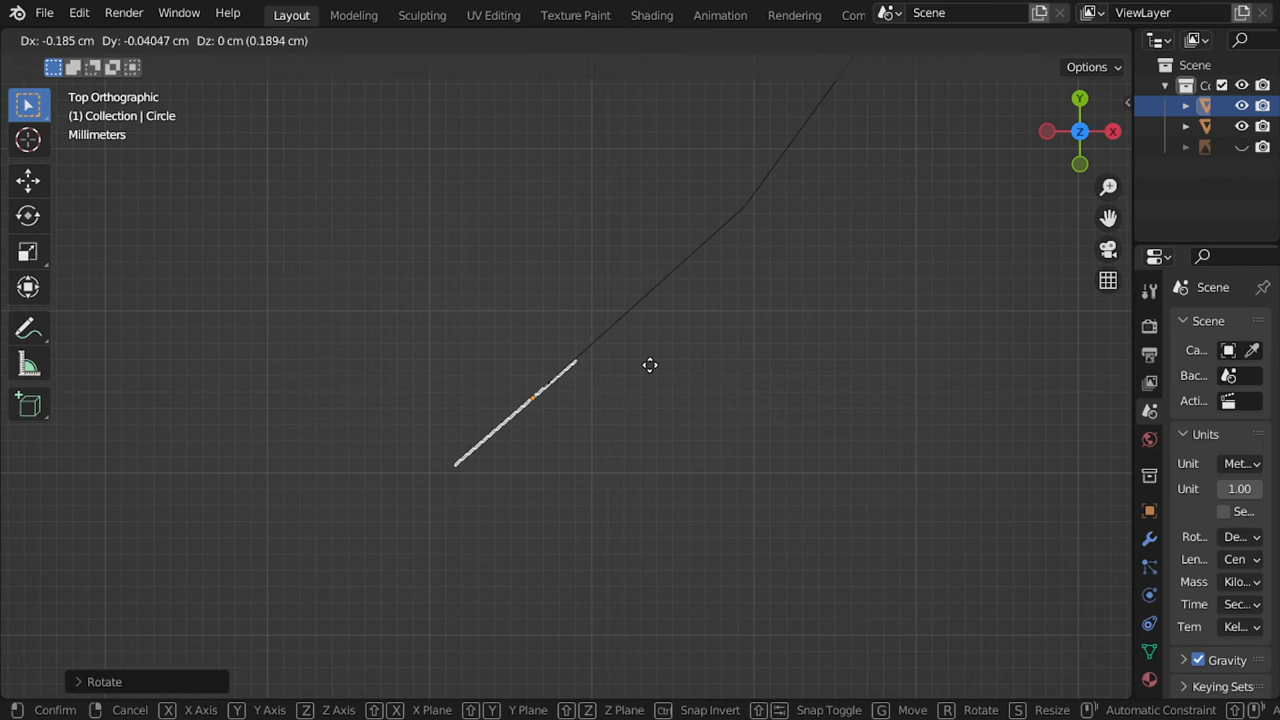 File Edit Render Window Help Layout Modeling Sculpting UV Editing Texture Paint Shading Animation Rendering Com Scene ViewLayer
Dx: -0.185 cm Dy: -0.04047 cm Dz: 0 cm (0.1894 cm)
Options
Top Orthographic
(1) Collection | Circle
Millimeters
Y
Z
X
Scene
Cc
Scene
Scene
Ca...
Bac...
Acti...
Units
Unit Met...
Unit 1.00
Se...
Rot... De...
Len... Cen
Mass Kilo
Time Sec...
Tem Kel...
Gravity
Keying Sets
Rotate
Confirm Cancel X X Axis Y Y Axis Z Z Axis X X Plane Y Y Plane Z Z Plane Ctrl Snap Invert Snap Toggle G Move R Rotate S Resize Automatic Constraint A